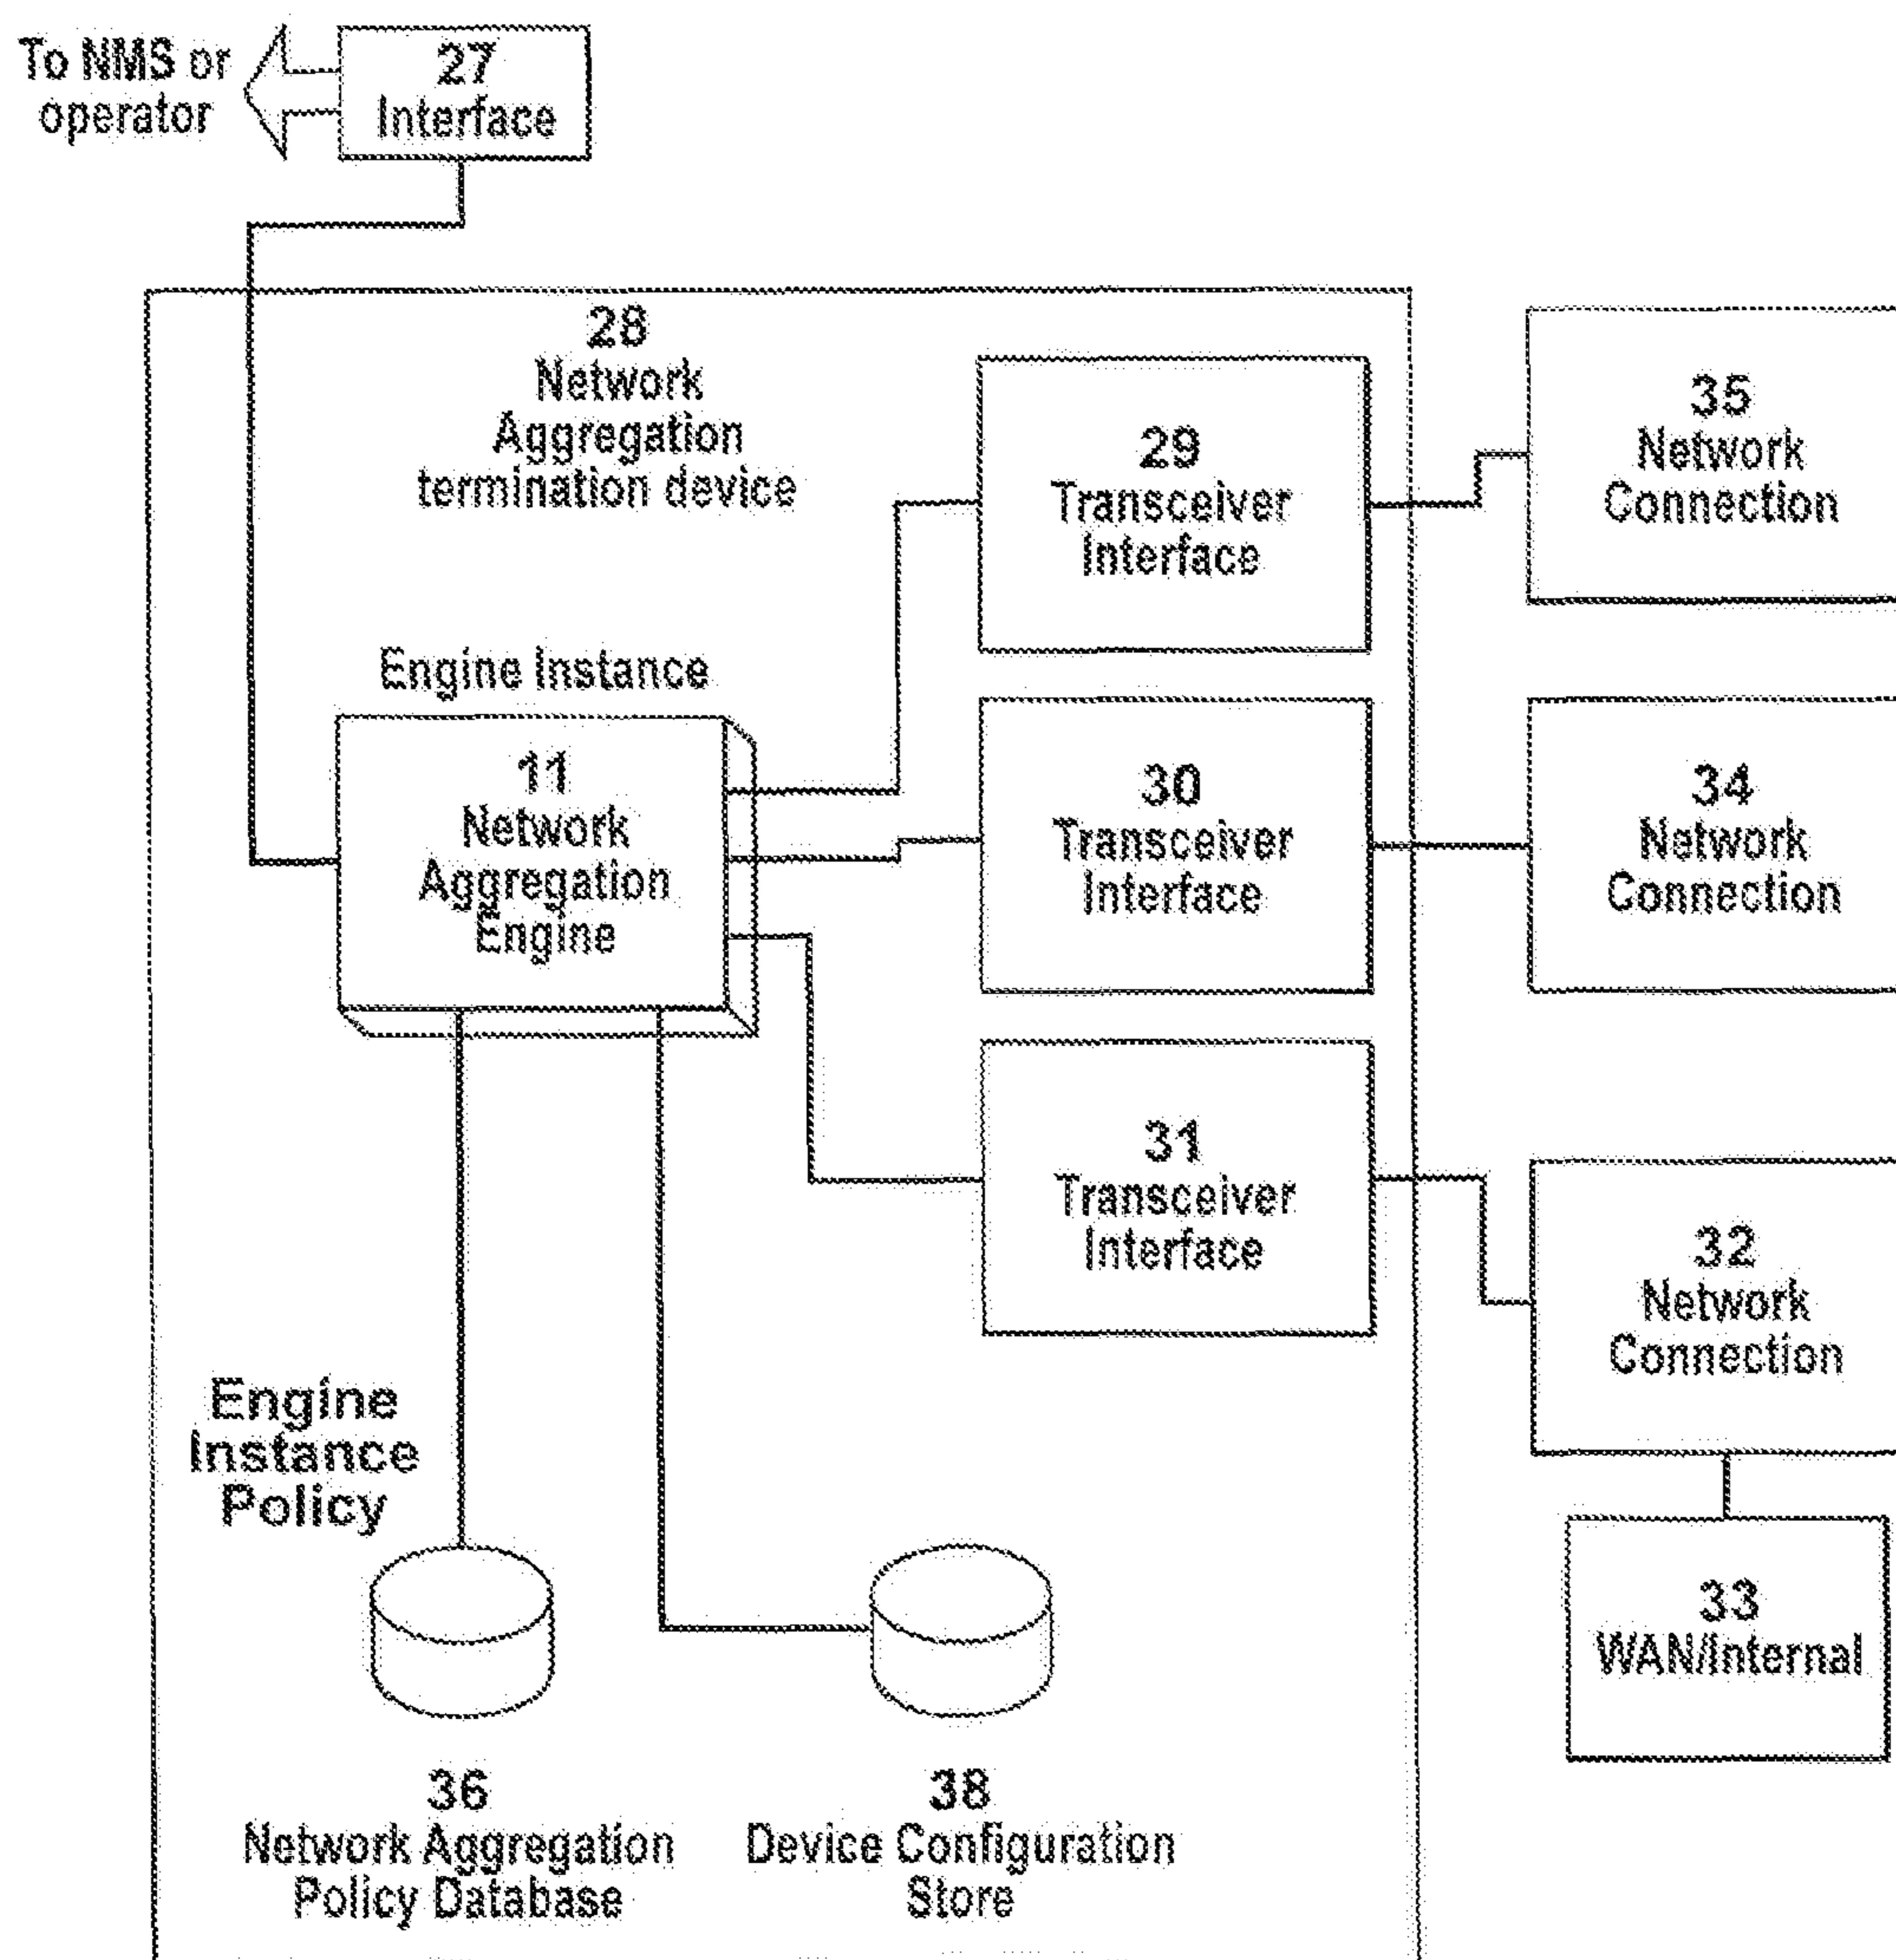 To NMS or
operator
27
Interface
28
Network
Aggregation
termination device
29
Transceiver
Interface
35
Network
Connection
Engine Instance
11
Network
Aggregation
Engine
30
Transceiver
Interface
34
Network
Connection
31
Transceiver
Interface
32
Network
Connection
Engine
Instance
Policy
33
WAN/Internal
36
Network Aggregation
Policy Database
38
Device Configuration
Store